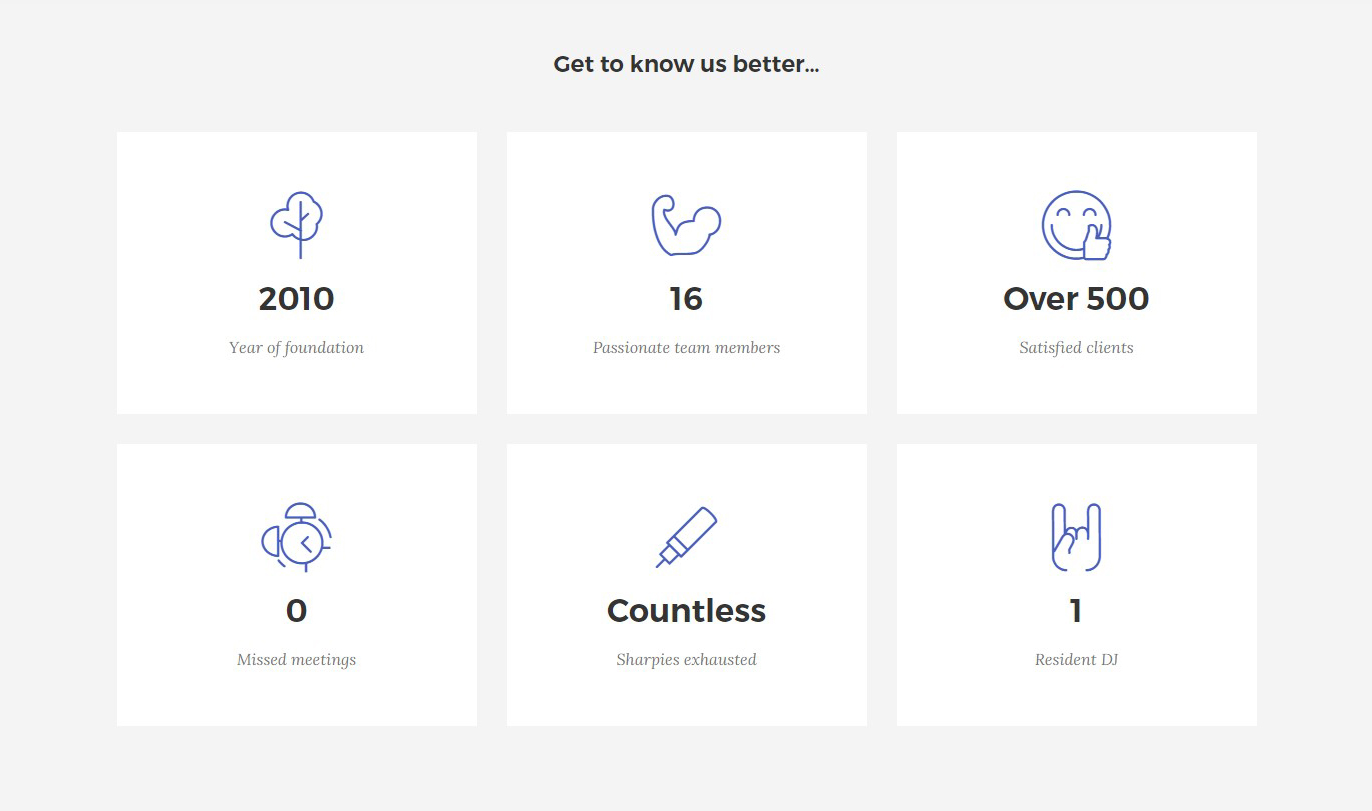 Get to know us better...
2010
Year of foundation
16
Passionate team members
Over 500
Satisfied clients
0
Missed meetings
Countless
Sharpies exhausted
1
Resident DJ